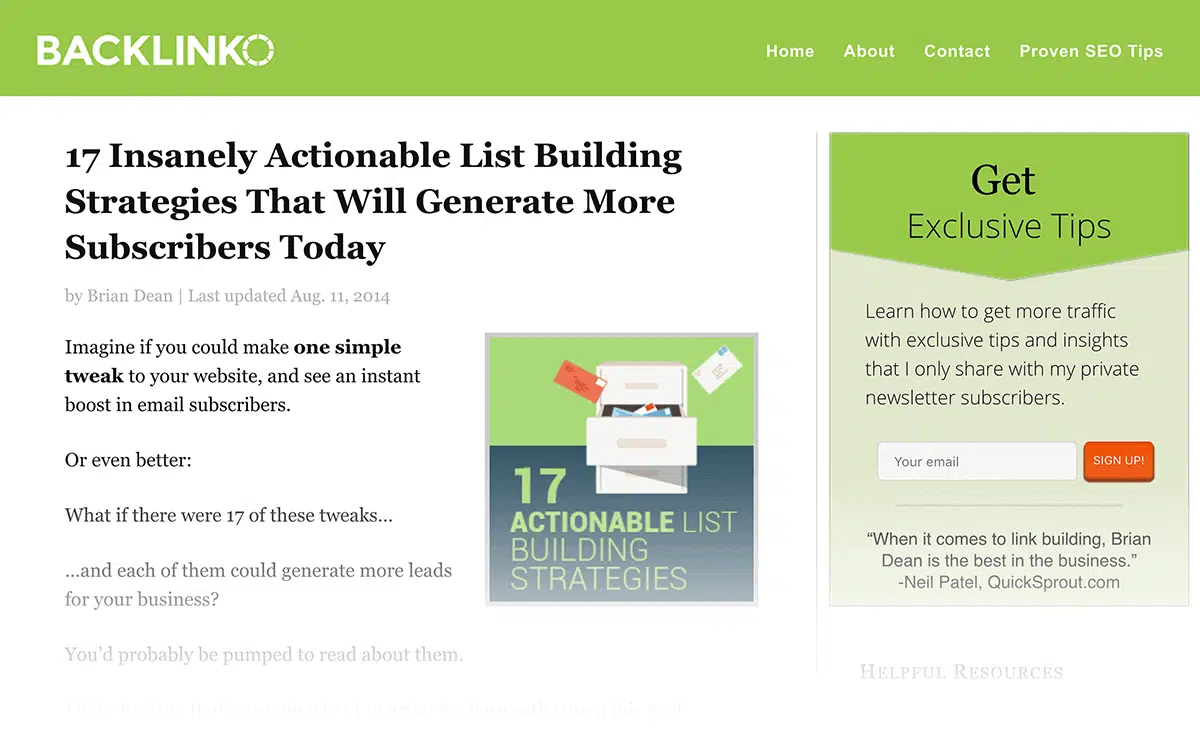 BACKLINKO
Home About Contact Proven SEO Tips
17 Insanely Actionable List Building
Strategies That Will Generate More
Subscribers Today
by Brian Dean | Last updated Aug. 11, 2014
Imagine if you could make one simple
tweak to your website, and see an instant
boost in email subscribers.
Or even better:
What if there were 17 of these tweaks...
...and each of them could generate more leads
for your business?
You’d probably be pumped to read about them.
17
ACTIONABLE LIST
BUILDING
STRATEGIES
Get
Exclusive Tips
Learn how to get more traffic
with exclusive tips and insights
that I only share with my private
newsletter subscribers.
Your email SIGN UP!
“When it comes to link building, Brian
Dean is the best in the business.”
-Neil Patel, QuickSprout.com
HELPFUL RESOURCES